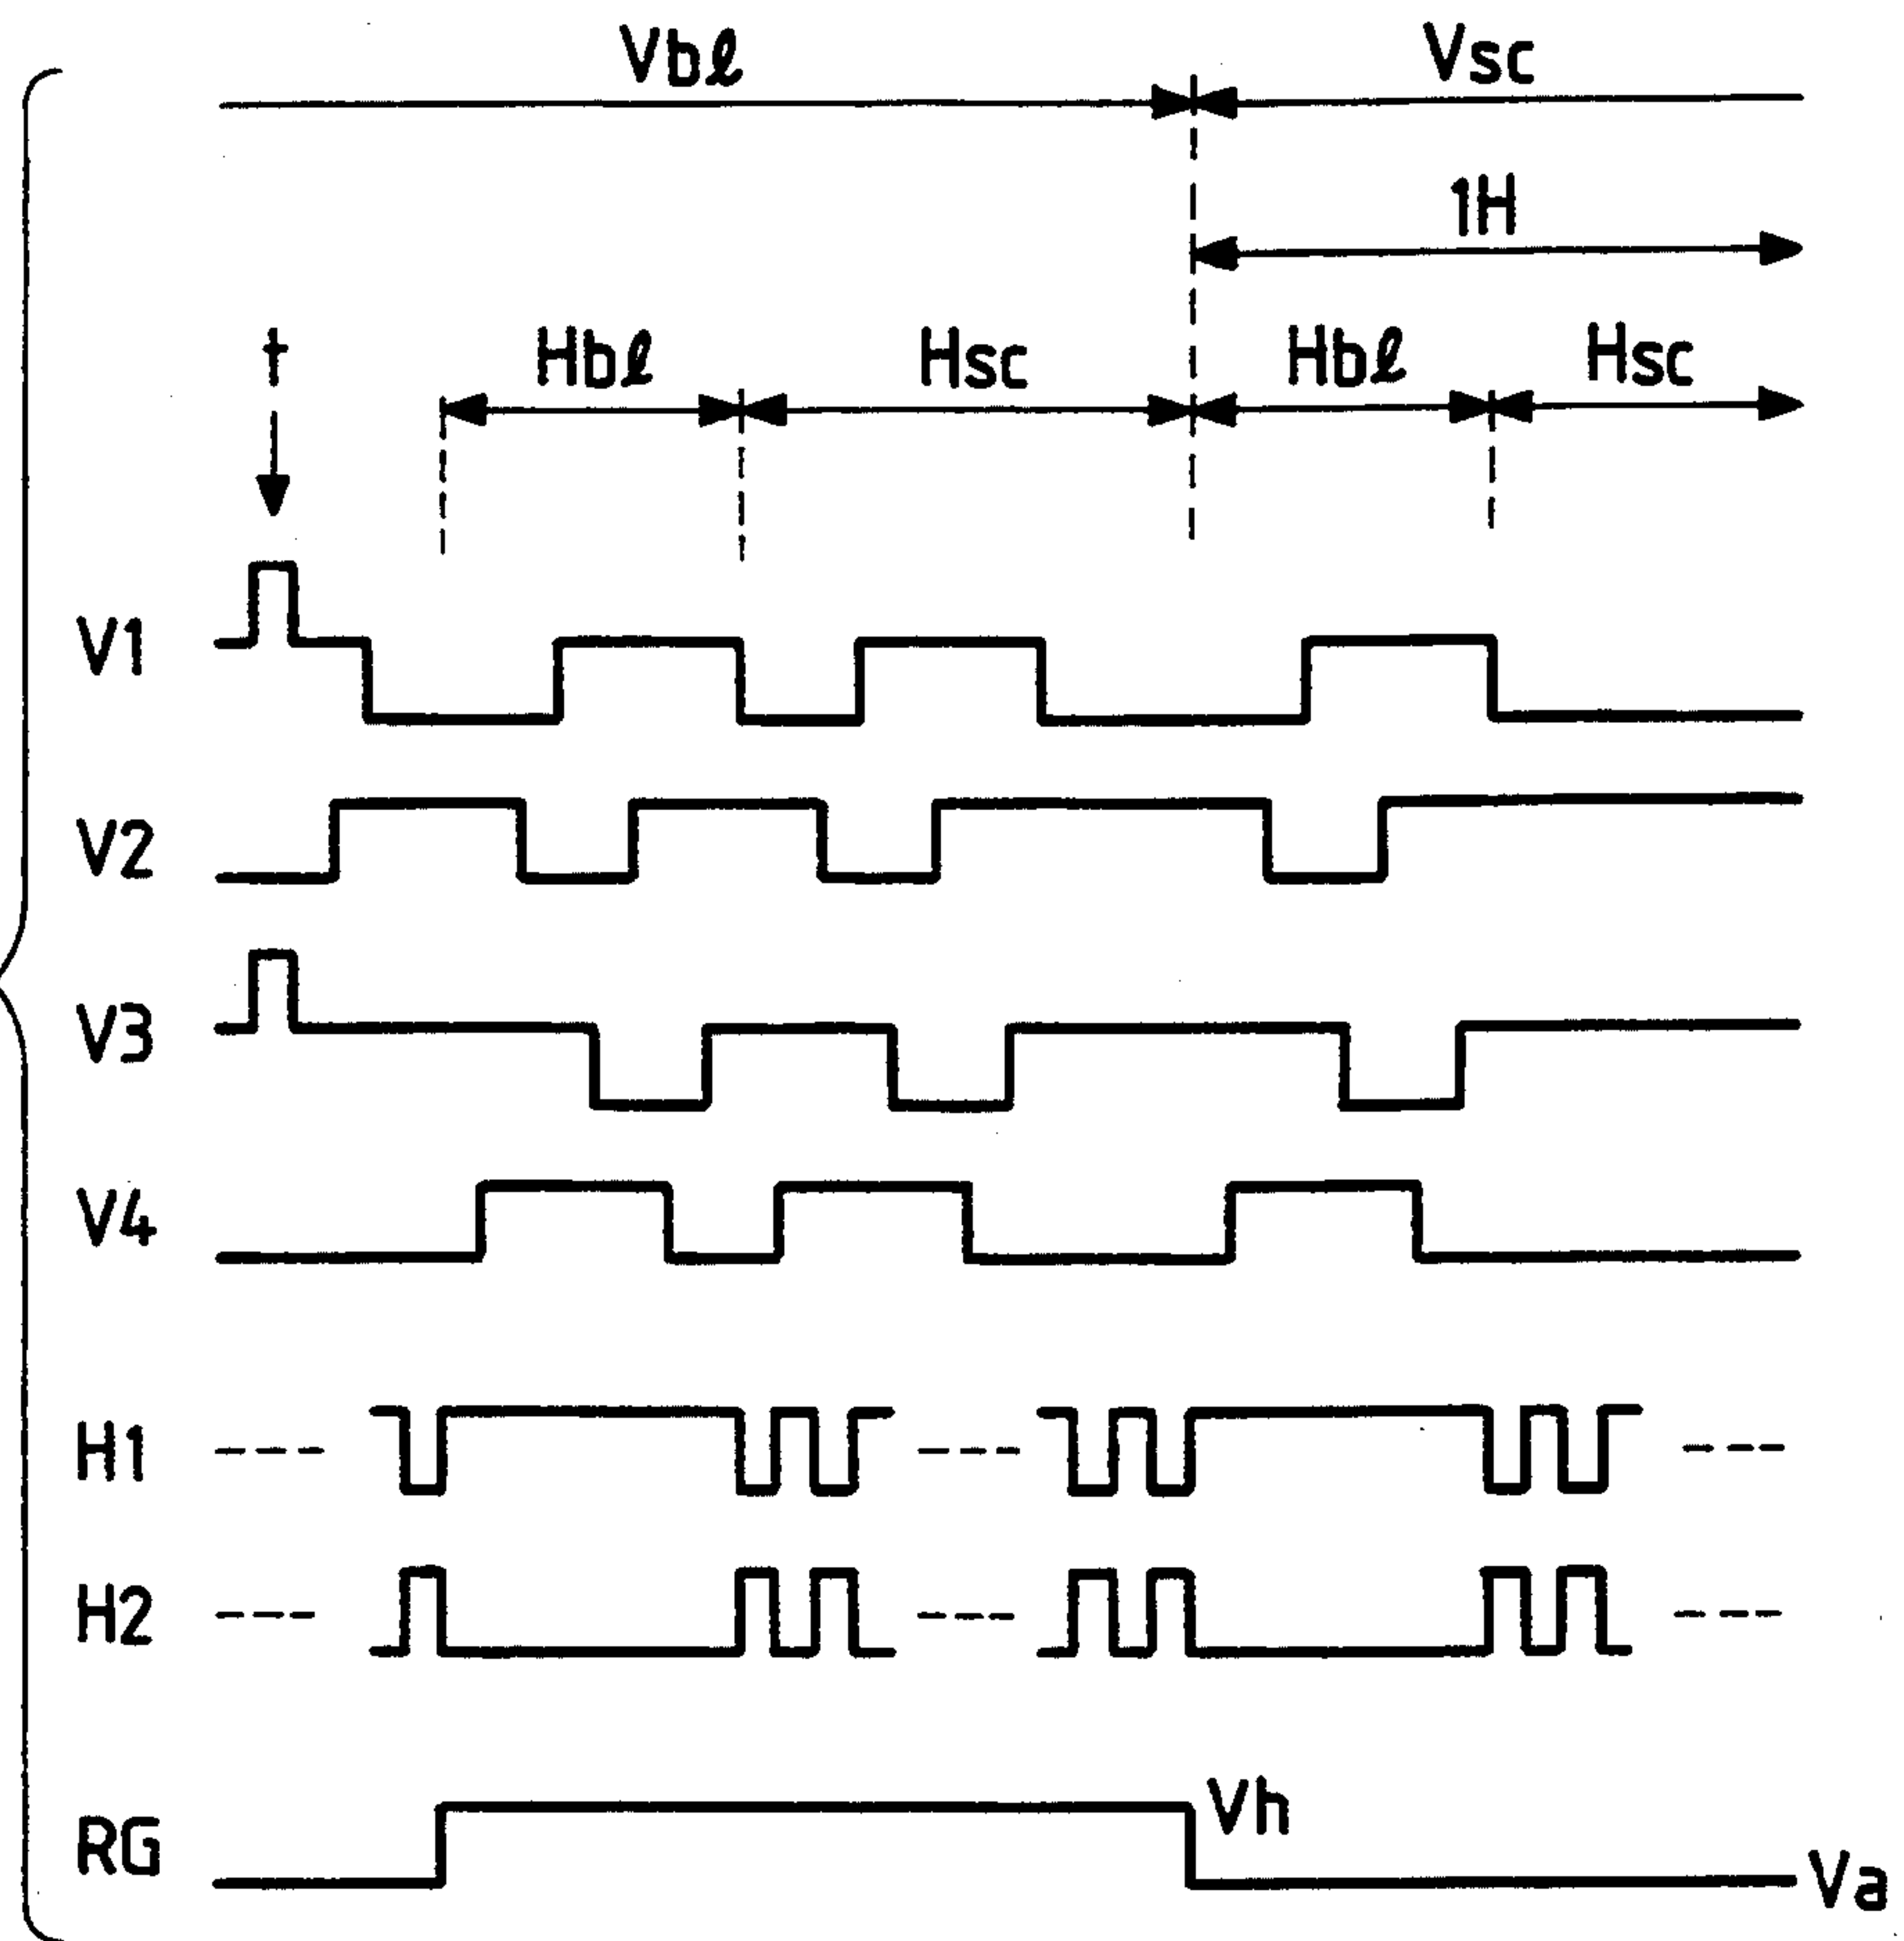 Vbℓ Vsc
1H
t Hbℓ Hsc Hbℓ Hsc
V1
V2
V3
V4
H1
H2
Vh
RG
Va